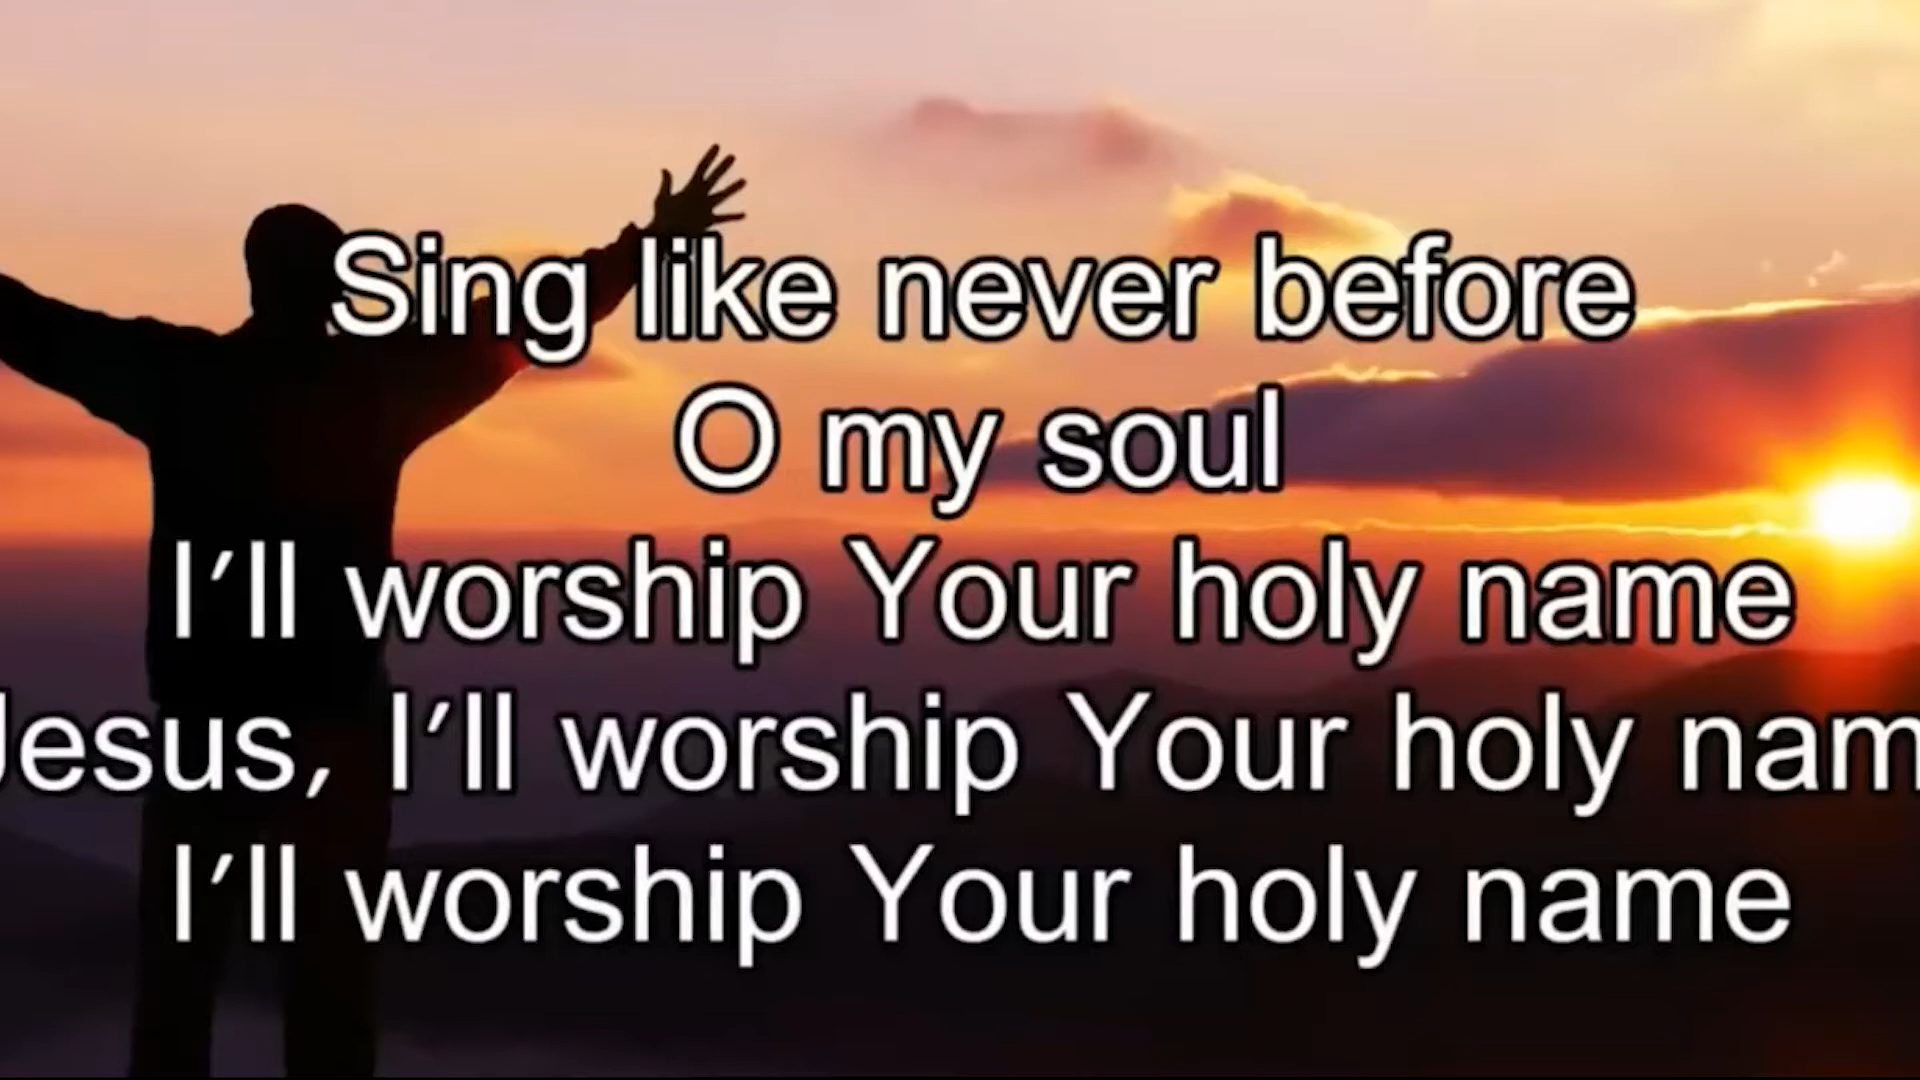 Sing like never before
O my soul
I’ll worship Your holy name
Jesus, I’ll worship Your holy nam
I’ll worship Your holy name